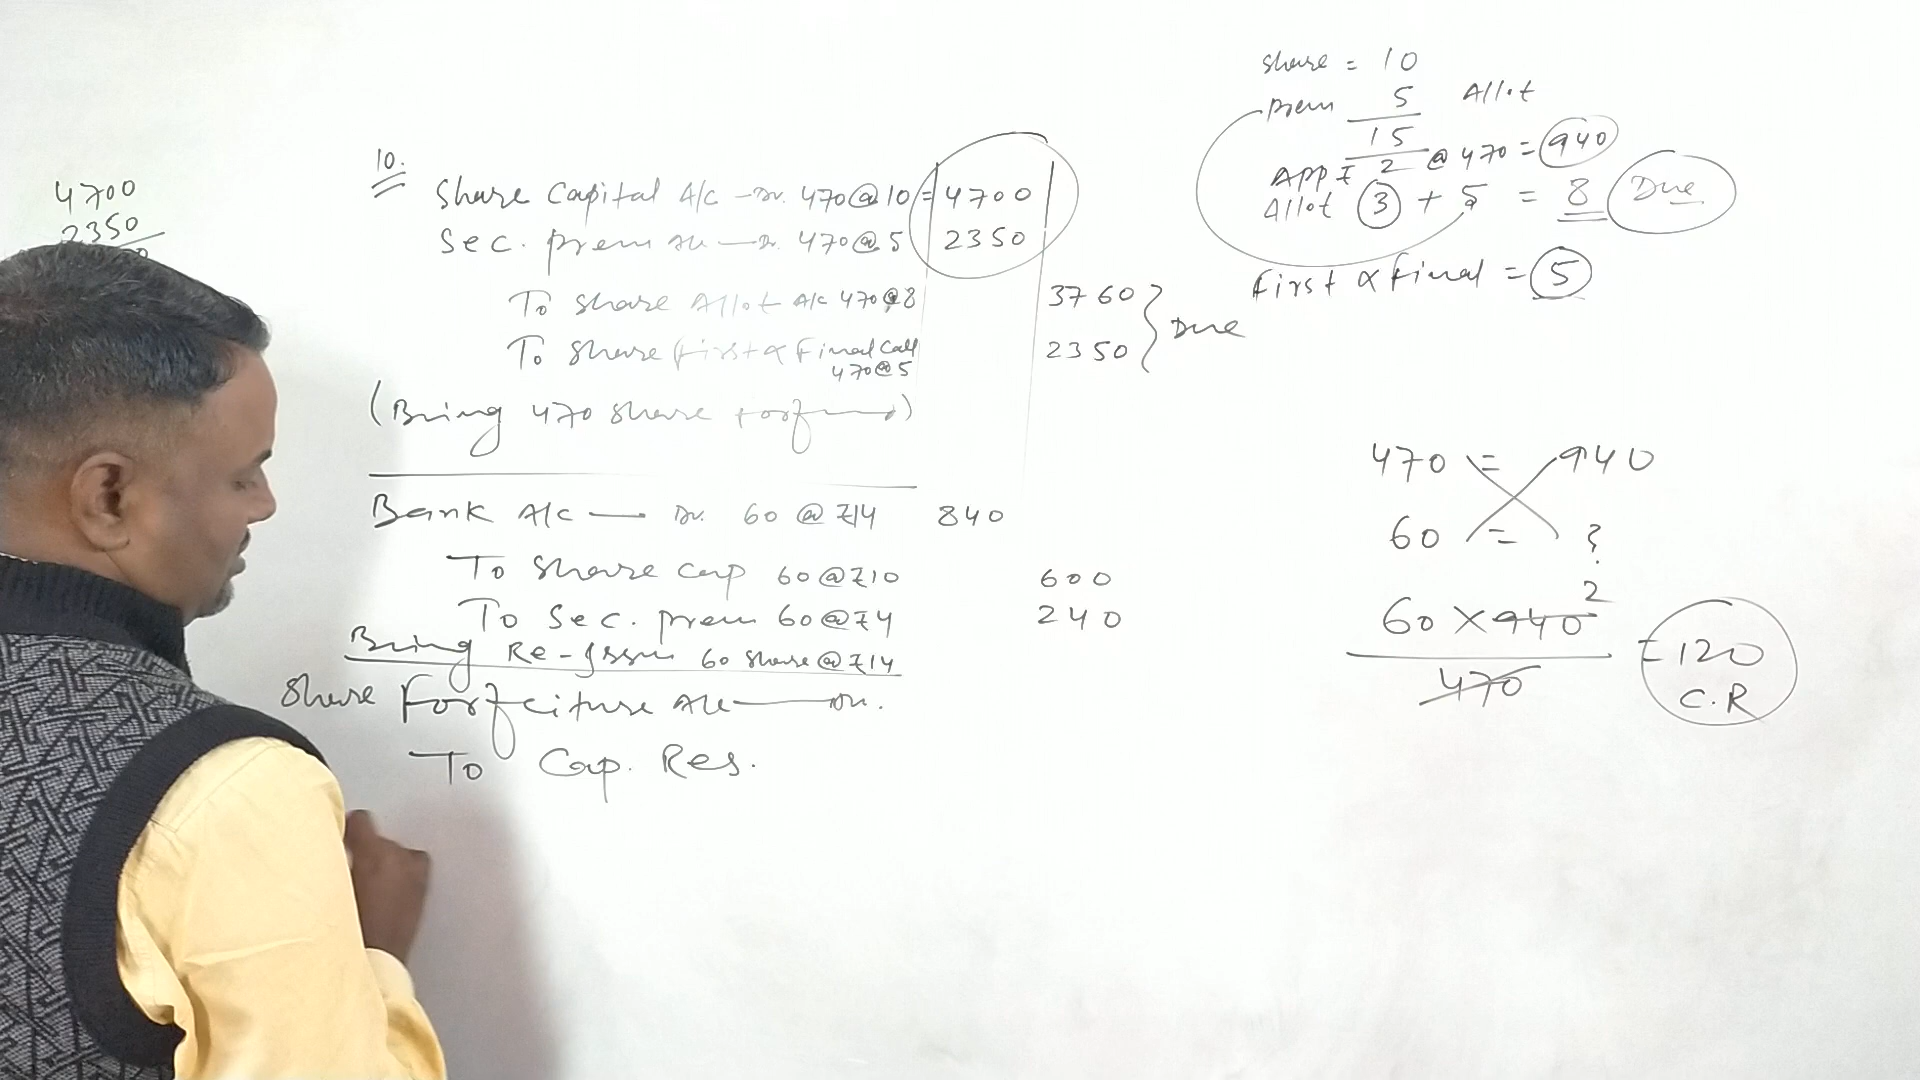 4700
2350
10.
Share Capital A/c - Dr. 470@10 = 4700
Sec. prem A/c - Dr. 470@5 2350
To Share Allot A/c 470@8 3760
To Share first & Final Call 2350
470@5
} Due
(Being 470 Share forf)
Bank A/c - Dr. 60 @ ₹14 840
To Share cap 60@₹10 600
To Sec. prem 60@₹4 240
Being Re-Issue 60 Share @ ₹14
Share Forfeiture A/c - Dr.
To Cap. Res.
Share = 10
prem 5 Allot
15
APP 2 @ 470 = 940
Allot 3 + 5 = 8 Due
First & Final = 5
470 = 940
60 = ?
2
60 × 940
470
= 120
C.R